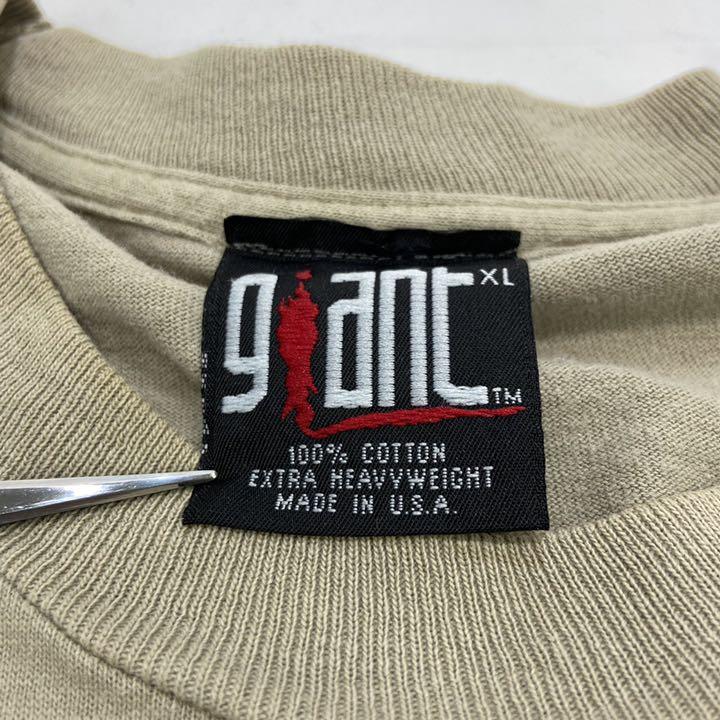 giant XL
TM
100% COTTON
EXTRA HEAVYWEIGHT
MADE IN U.S.A.